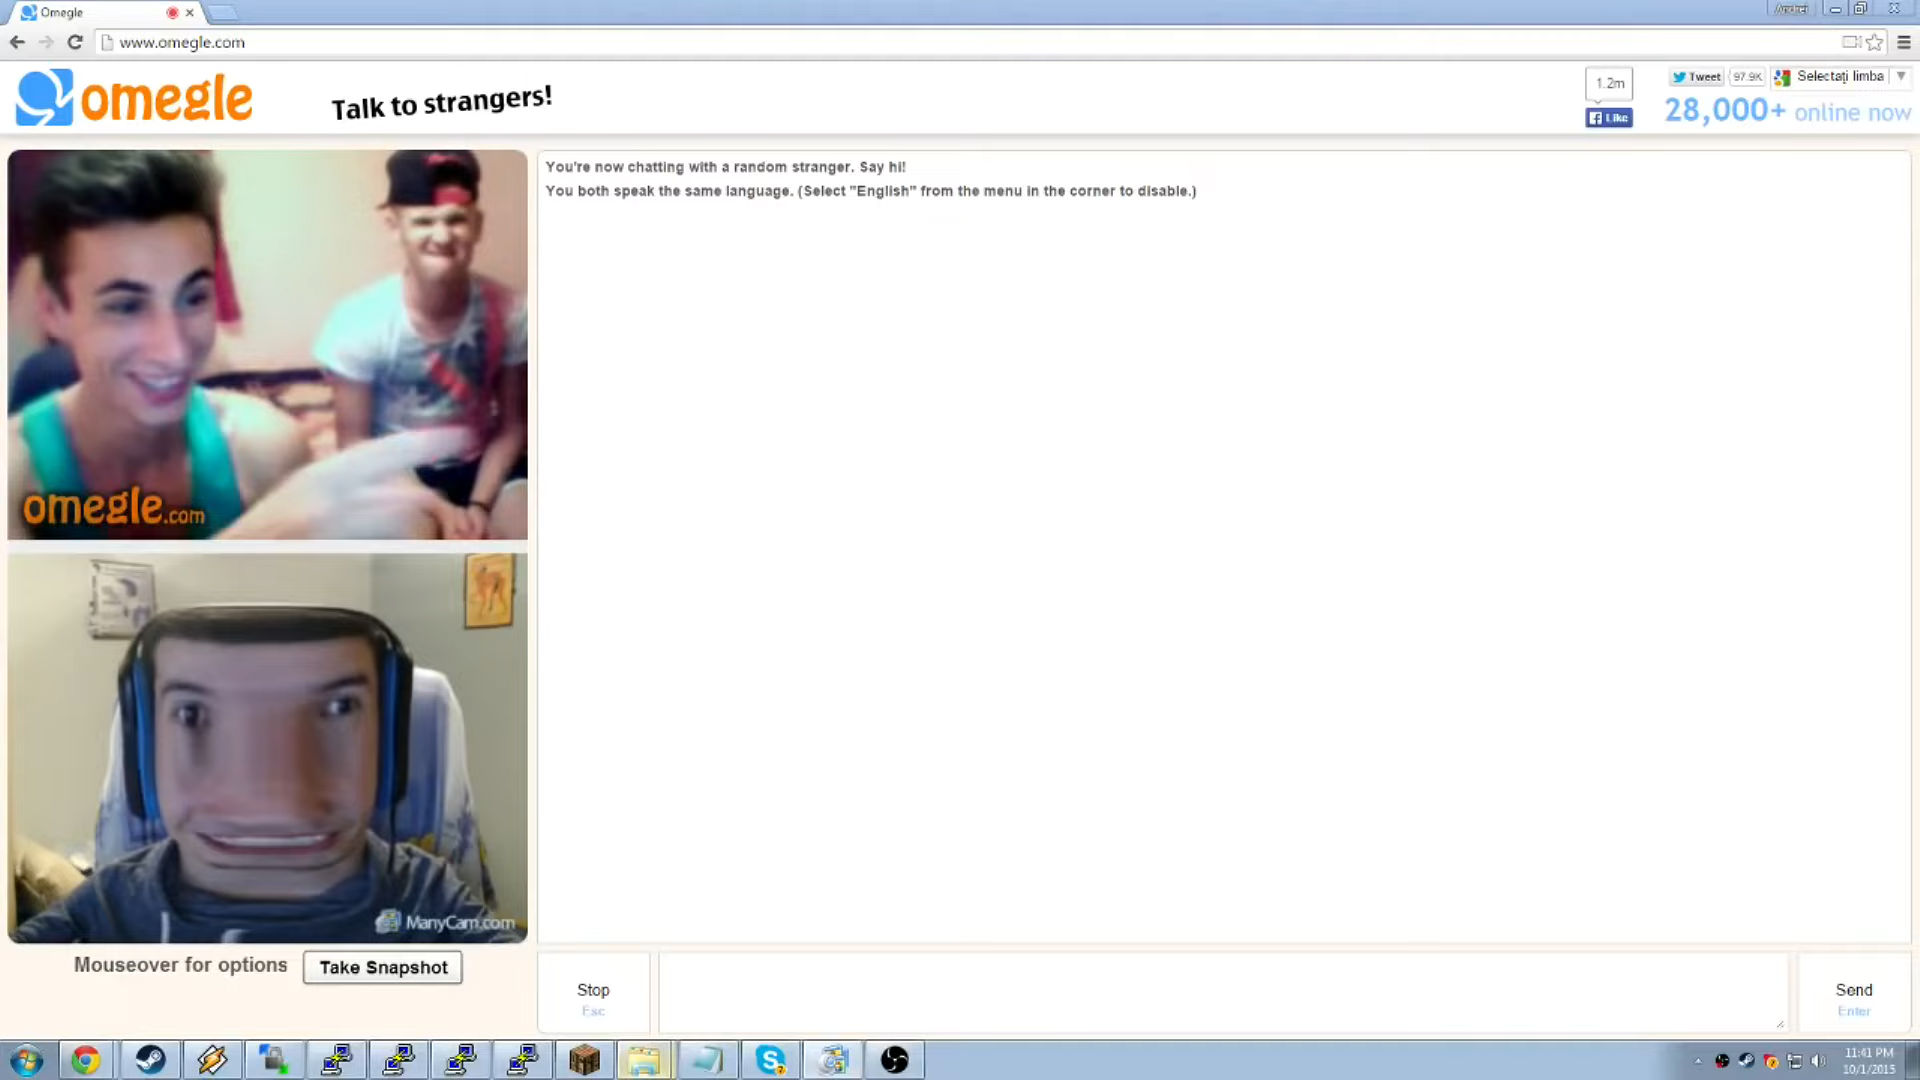 Omegle
Andrei
www.omegle.com
omegle
Talk to strangers!
1.2m
Like
Tweet
97.9K
Selectați limba
28,000+ online now
You're now chatting with a random stranger. Say hi!
You both speak the same language. (Select "English" from the menu in the corner to disable.)
omegle.com
ManyCam.com
Mouseover for options
Take Snapshot
Stop
Esc
Send
Enter
11:41 PM
10/1/2015